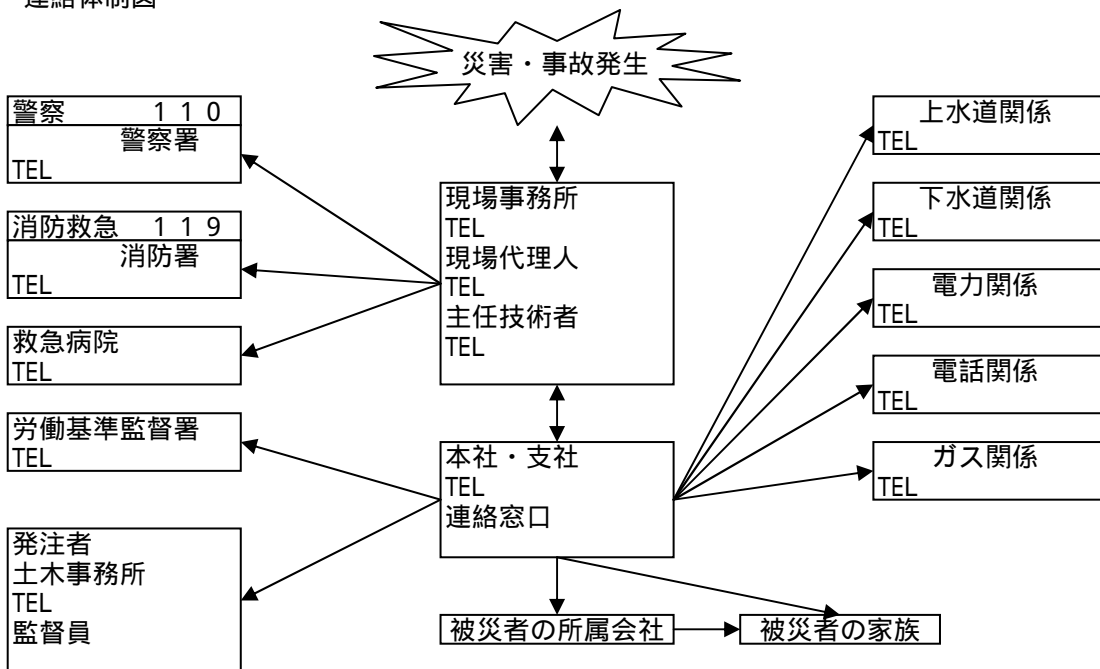 連絡体制図
災害・事故発生
警察　　　１１０
警察署
TEL
消防救急　１１９
消防署
TEL
救急病院
TEL
労働基準監督署
TEL
発注者
土木事務所
TEL
監督員
現場事務所
TEL
現場代理人
TEL
主任技術者
TEL
本社・支社
TEL
連絡窓口
被災者の所属会社
被災者の家族
上水道関係
TEL
下水道関係
TEL
電力関係
TEL
電話関係
TEL
ガス関係
TEL